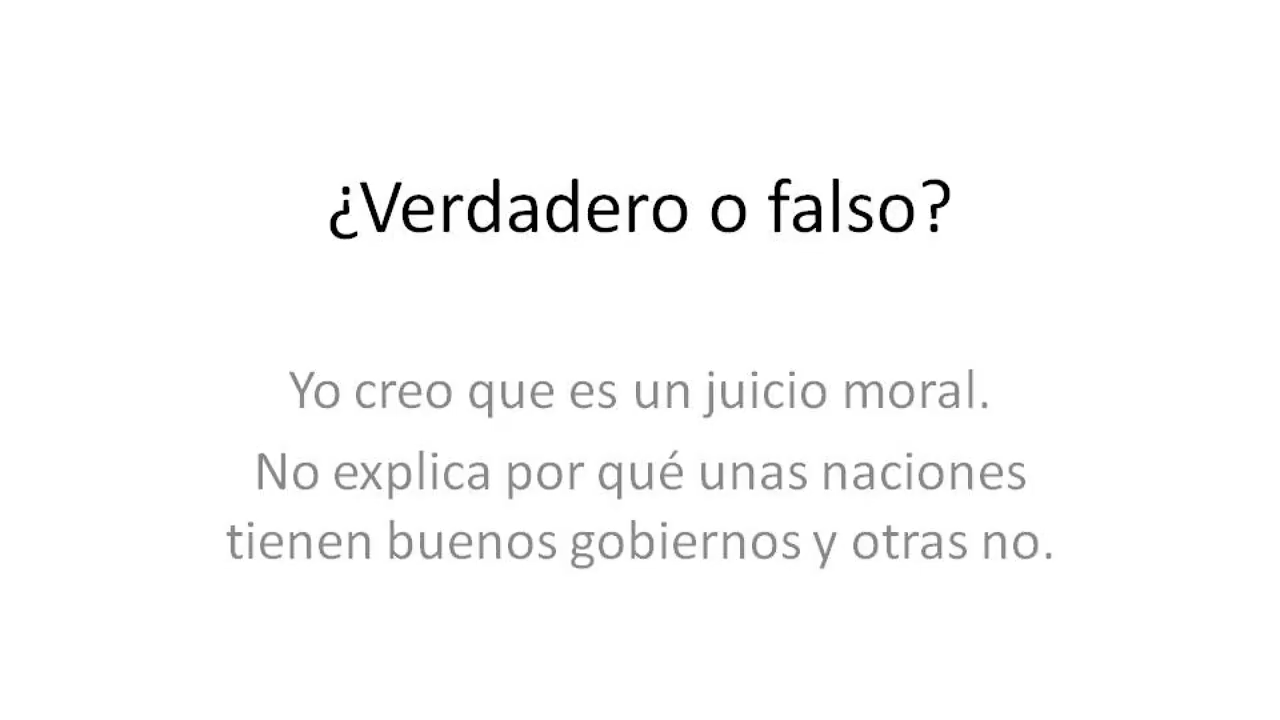 ¿Verdadero o falso?
Yo creo que es un juicio moral.
No explica por qué unas naciones
tienen buenos gobiernos y otras no.